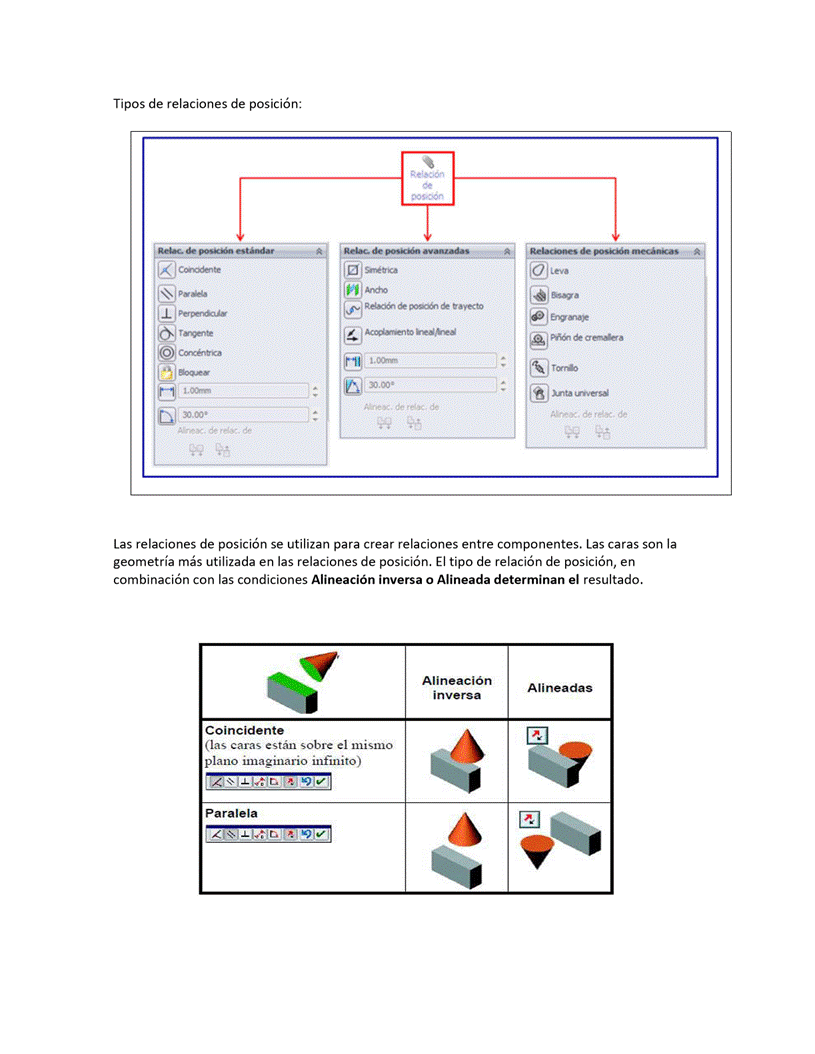 Tipos de relaciones de posición:
Relación
de
posición
Relac. de posición estándar
Coincidente
Paralela
Perpendicular
Tangente
Concéntrica
Bloquear
1.00mm
30.00°
Alineac. de relac. de
Relac. de posición avanzadas
Simétrica
Ancho
Relación de posición de trayecto
Acoplamiento lineal/lineal
1.00mm
30.00°
Alineac. de relac. de
Relaciones de posición mecánicas
Leva
Bisagra
Engranaje
Piñón de cremallera
Tornillo
Junta universal
Alineac. de relac. de
Las relaciones de posición se utilizan para crear relaciones entre componentes. Las caras son la
geometría más utilizada en las relaciones de posición. El tipo de relación de posición, en
combinación con las condiciones Alineación inversa o Alineada determinan el resultado.
Alineación
inversa
Alineadas
Coincidente
(las caras están sobre el mismo
plano imaginario infinito)
Paralela